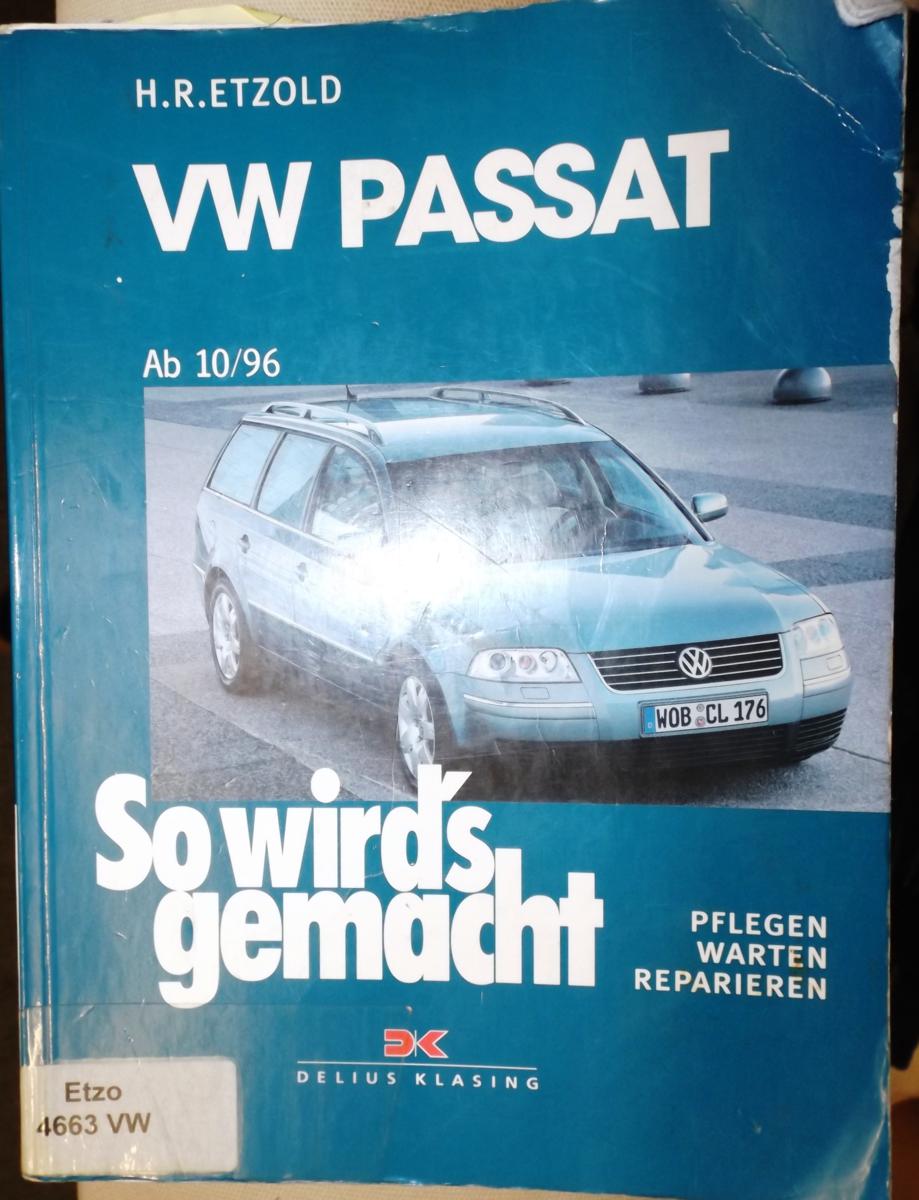 H.R.ETZOLD
VW PASSAT
Ab 10/96
WOB CL 176
So wird's
gemacht
PFLEGEN
WARTEN
REPARIEREN
DK
DELIUS KLASING
Etzo
4663 VW